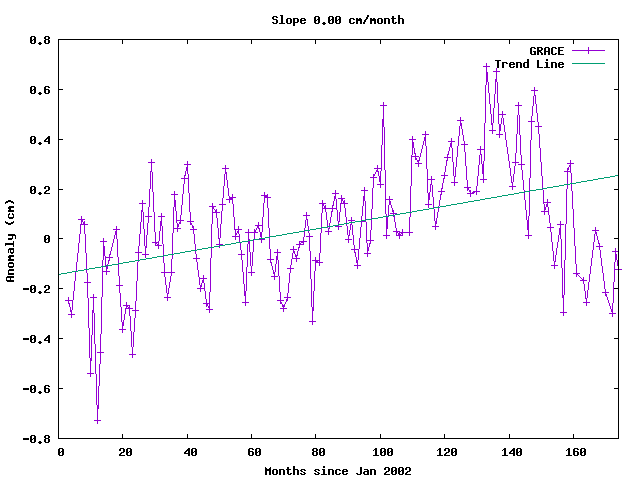 Slope 0.00 cm/month
GRACE
Trend Line
0.8
0.6
0.4
0.2
0
-0.2
-0.4
-0.6
-0.8
Anomaly (cm)
0 20 40 60 80 100 120 140 160
Months since Jan 2002